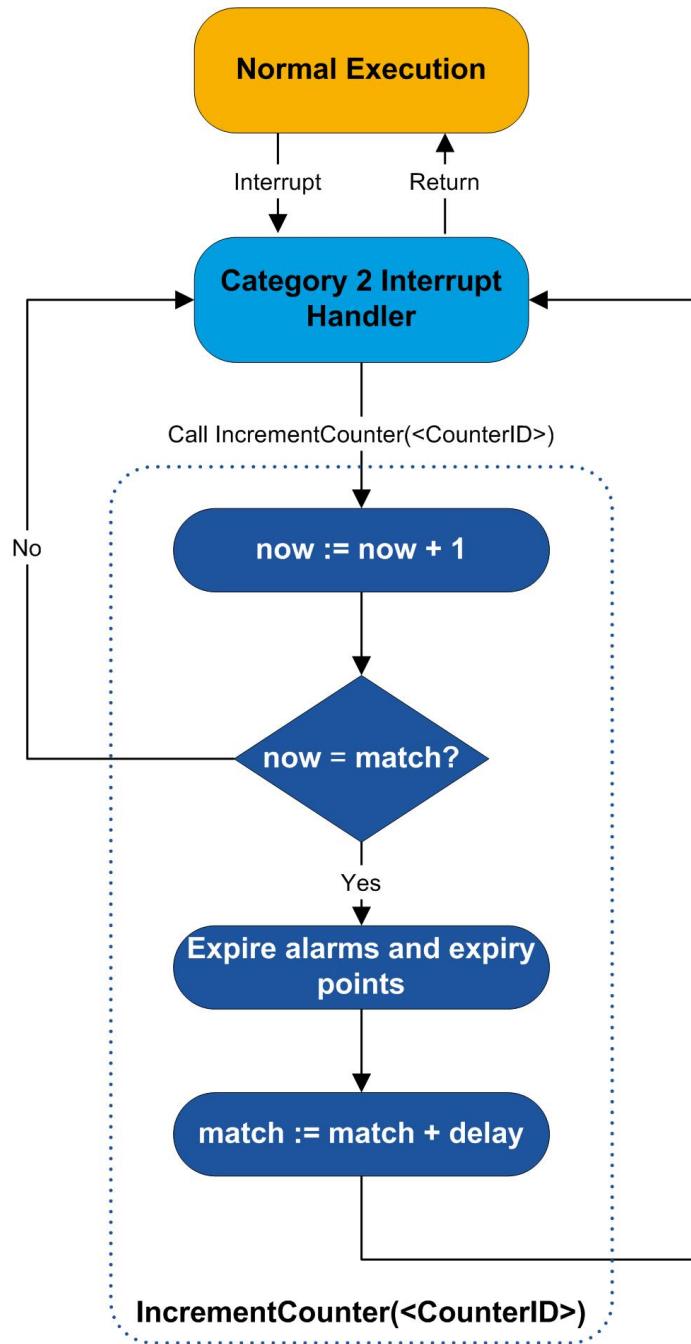 Normal Execution
Interrupt
Return
Category 2 Interrupt
Handler
Call IncrementCounter(<CounterID>)
No
now := now + 1
now = match?
Yes
Expire alarms and expiry
points
match := match + delay
IncrementCounter(<CounterID>)